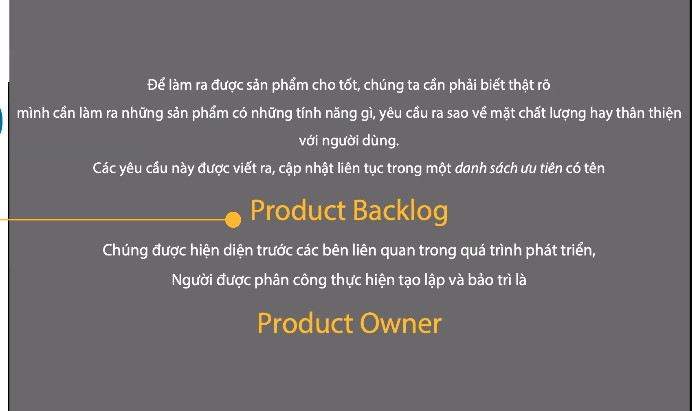 Để làm ra được sản phẩm cho tốt, chúng ta cần phải biết thật rõ
mình cần làm ra những sản phẩm có những tính năng gì, yêu cầu ra sao về mặt chất lượng hay thân thiện
với người dùng.
Các yêu cầu này được viết ra, cập nhật liên tục trong một danh sách ưu tiên có tên
Product Backlog
Chúng được hiện diện trước các bên liên quan trong quá trình phát triển,
Người được phân công thực hiện tạo lập và bảo trì là
Product Owner